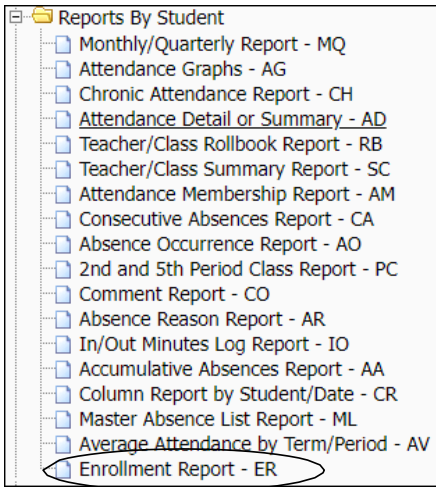 Reports By Student
Monthly/Quarterly Report - MQ
Attendance Graphs - AG
Chronic Attendance Report - CH
Attendance Detail or Summary - AD
Teacher/Class Rollbook Report - RB
Teacher/Class Summary Report - SC
Attendance Membership Report - AM
Consecutive Absences Report - CA
Absence Occurrence Report - AO
2nd and 5th Period Class Report - PC
Comment Report - CO
Absence Reason Report - AR
In/Out Minutes Log Report - IO
Accumulative Absences Report - AA
Column Report by Student/Date - CR
Master Absence List Report - ML
Average Attendance by Term/Period - AV
Enrollment Report - ER